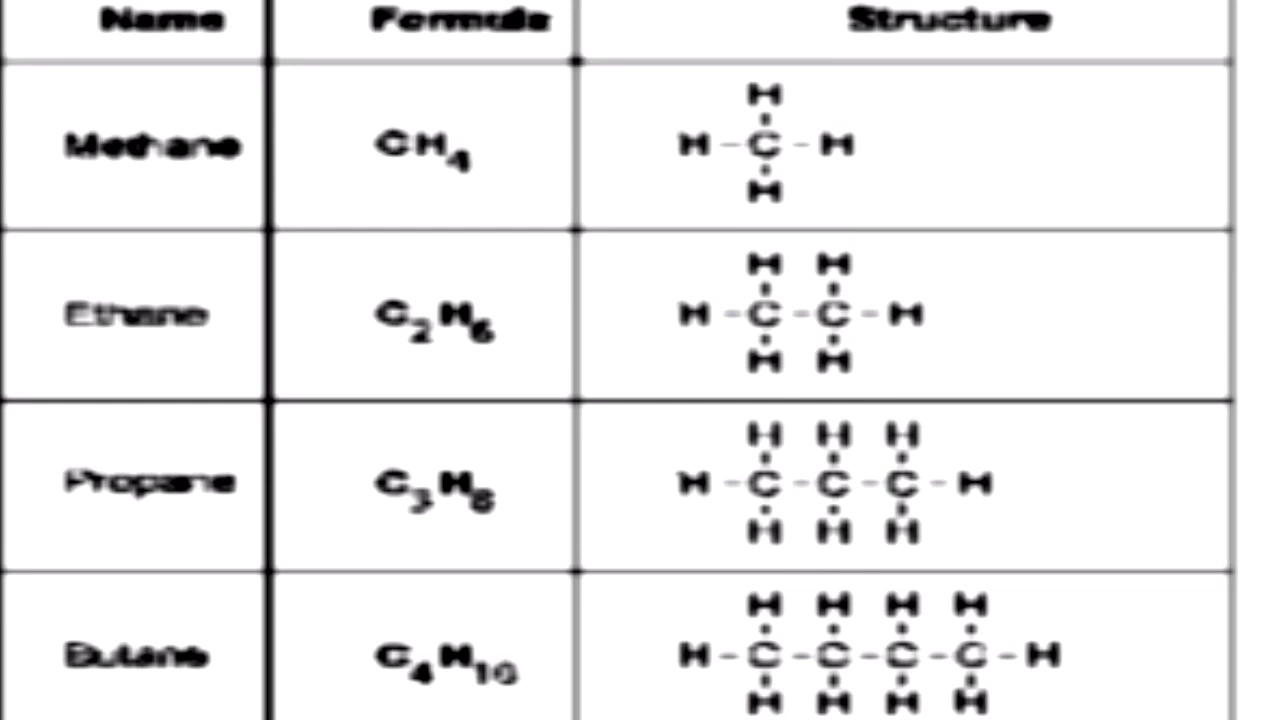 Name Formula Structure
H
Methane CH4 H - C - H
H
H H
Ethane C2H6 H - C - C - H
H H
H H H
Propane C3H8 H - C - C - C - H
H H H
H H H H
Butane C4H10 H - C - C - C - C - H
H H H H